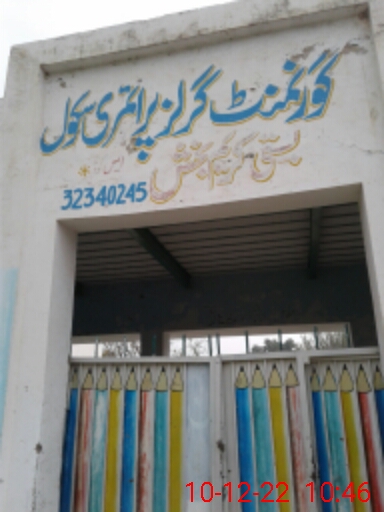 گورنمنٹ گرلز پرائمری سکول
بستی کریم بخش
32340245
10-12-22 10:46